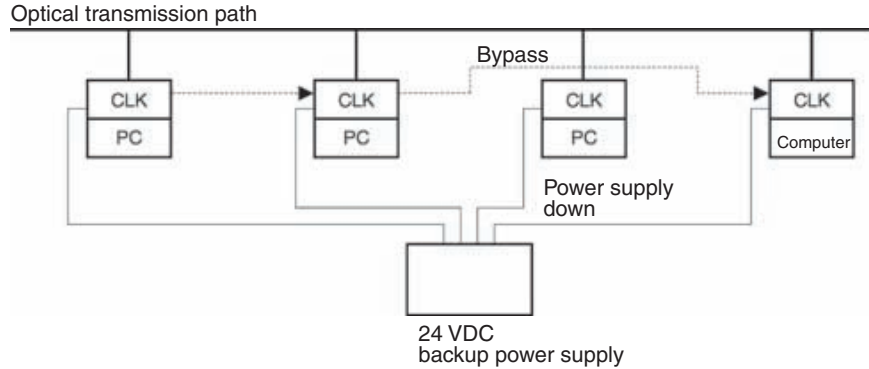 Optical transmission path
Bypass
CLK
CLK
CLK
CLK
PC
PC
PC
Computer
Power supply
down
24 VDC
backup power supply